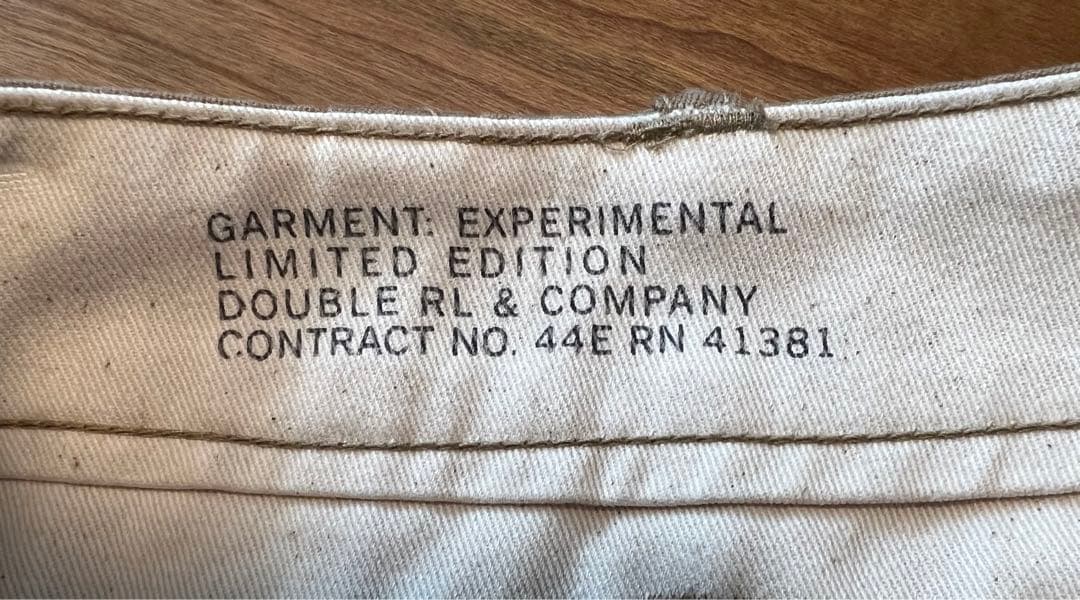 GARMENT: EXPERIMENTAL
LIMITED EDITION
DOUBLE RL & COMPANY
CONTRACT NO. 44E RN 41381